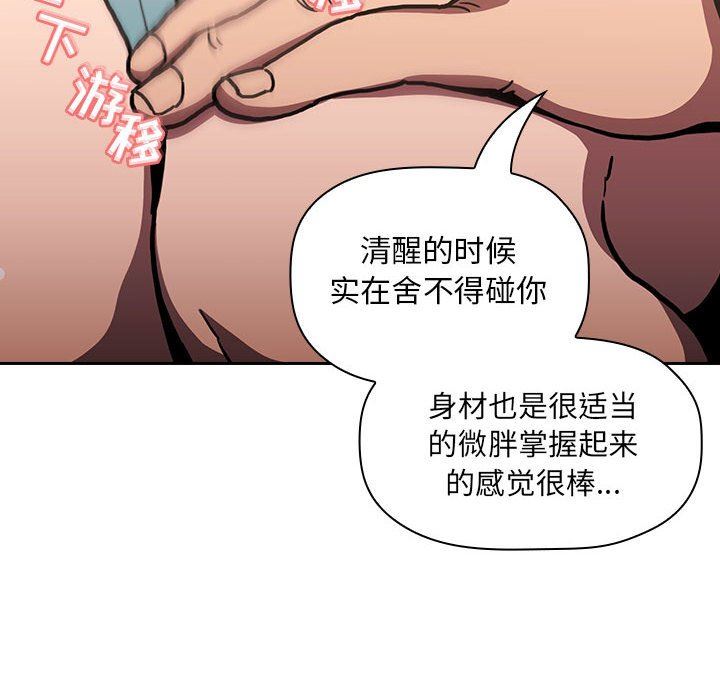 下
游移
清醒的时候
实在舍不得碰你
身材也是很适当
的微胖掌握起来
的感觉很棒...